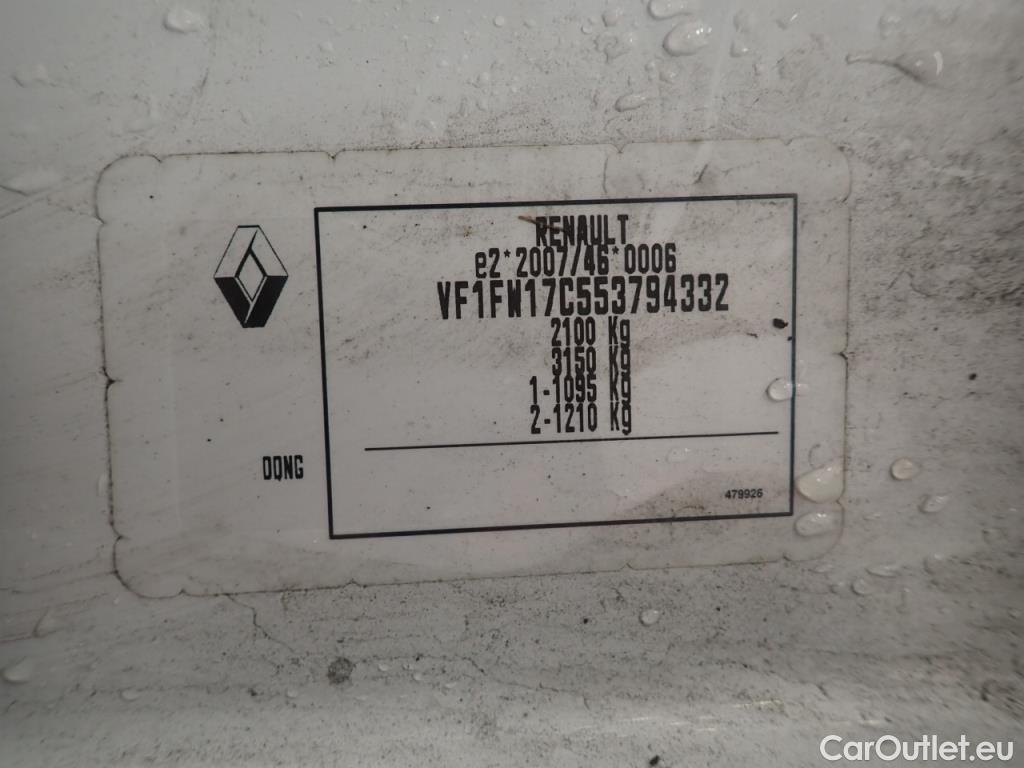 RENAULT
e2*2007/46*0006
VF1FW17C553794332
2100 Kg
3150 Kg
1-1095 Kg
2-1210 Kg
DQNG
479926
CarOutlet.eu